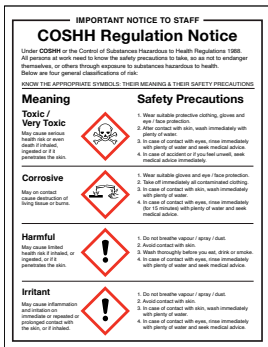 IMPORTANT NOTICE TO STAFF
COSHH Regulation Notice
Under COSHH or the Control of Substances Hazardous to Health Regulations 1988.
All persons at work need to know the safety precautions to take, so as not to endanger
themselves, or others through exposure to substances hazardous to health.
Below are four general classifications of risk:
KNOW THE APPROPRIATE SYMBOLS: THEIR MEANING & THEIR SAFETY PRECAUTIONS
Meaning
Safety Precautions
Toxic /
Very Toxic
May cause serious
health risk or even
death if inhaled,
ingested or if it
penetrates the skin.
1. Wear suitable protective clothing, gloves and
eye / face protection.
2. After contact with skin, wash immediately with
plenty of water.
3. In case of contact with eyes, rinse immediately
with plenty of water and seek medical advice.
4. In case of accident or if you feel unwell, seek
medical advice immediately.
Corrosive
May on contact
cause destruction of
living tissue or burns.
1. Wear suitable gloves and eye / face protection.
2. Take off immediately all contaminated clothing.
3. In case of contact with skin, wash immediately
with plenty of water.
4. In case of contact with eyes, rinse immediately
(for 15 minutes) with plenty of water and seek
medical advice.
Harmful
May cause limited
health risk if inhaled, or
ingested, or if it
penetrates the skin.
1. Do not breathe vapour / spray / dust.
2. Avoid contact with skin.
3. Wash thoroughly before you eat, drink or smoke.
4. In case of contact with eyes, rinse immediately
with plenty of water and seek medical advice.
Irritant
May cause inflammation
and irritation on
immediate or repeated or
prolonged contact with
the skin, or if inhaled.
1. Do not breathe vapour / spray / dust.
2. Avoid contact with skin.
3. In case of contact with skin, wash immediately
with plenty of water.
4. In case of contact with eyes, rinse immediately
with plenty of water and seek medical advice.